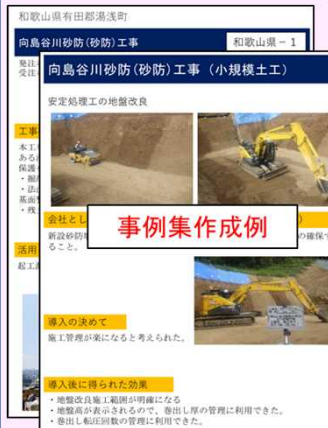 和歌山県有田郡湯浅町
向島谷川砂防(砂防)工事
和歌山県-1
向島谷川砂防(砂防)工事（小規模土工）
安定処理工の地盤改良
工事
会社とし
事例集作成例
新設砂防
の確保
ること。
活用
起工
導入の決めて
施工管理が楽になると考えられた。
導入後に得られた効果
・地盤改良施工範囲が明確になる
・地盤高が表示されるので、巻出し厚の管理に利用できた。
・巻出し転圧回数の管理に利用できた。